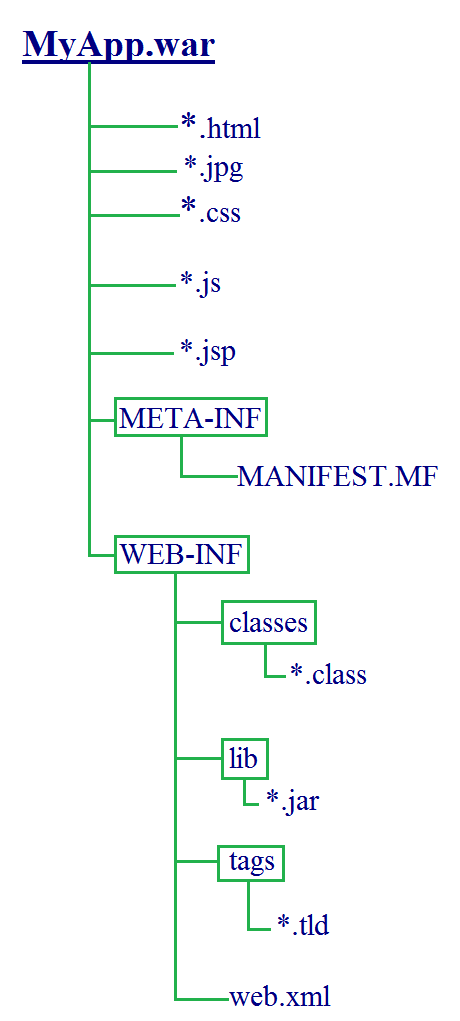 MyApp.war
*.html
*.jpg
*.css
*.js
*.jsp
META-INF
MANIFEST.MF
WEB-INF
classes
*.class
lib
*.jar
tags
*.tld
web.xml